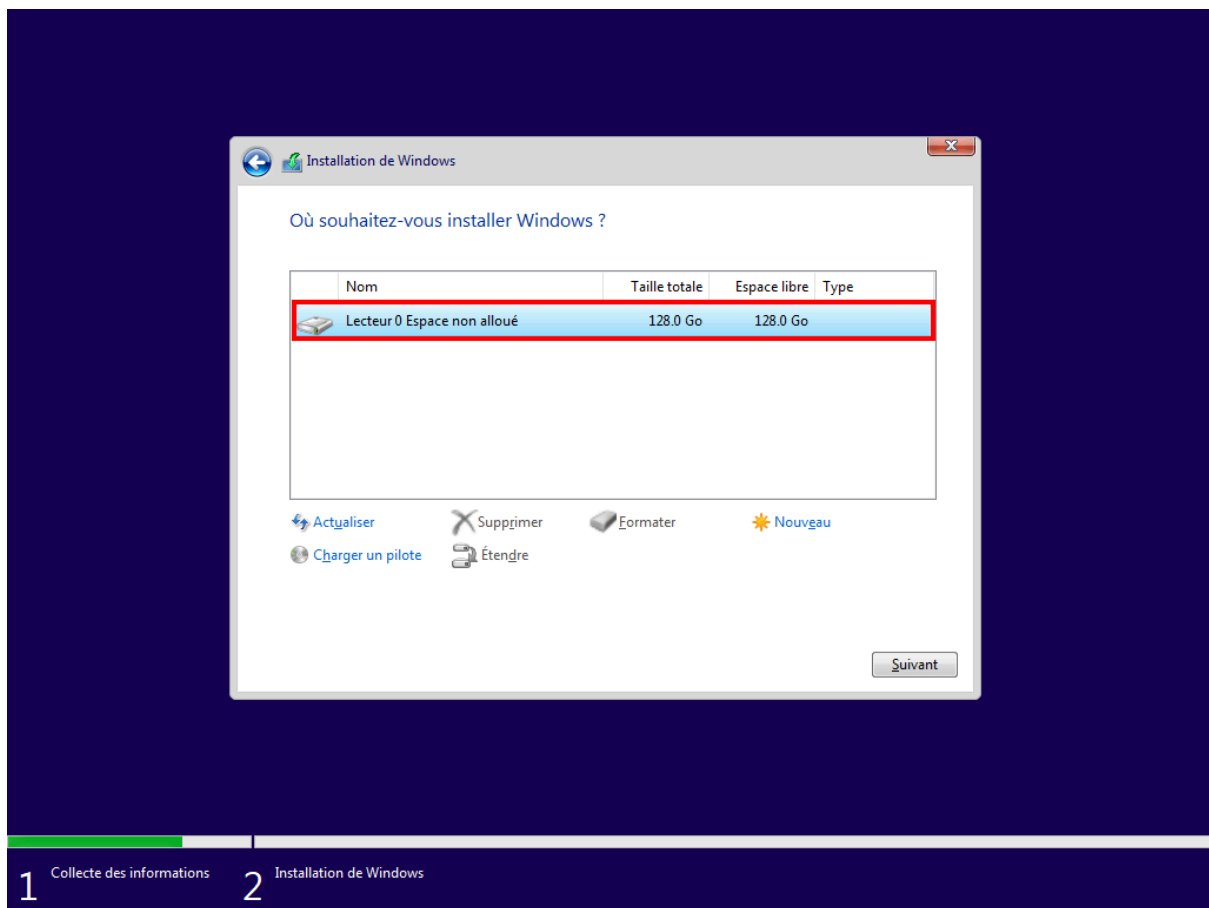 Installation de Windows
Où souhaitez-vous installer Windows ?
Nom Taille totale Espace libre Type
Lecteur 0 Espace non alloué 128.0 Go 128.0 Go
Actualiser Supprimer Formater Nouveau
Charger un pilote Étendre
Suivant
1 Collecte des informations 2 Installation de Windows